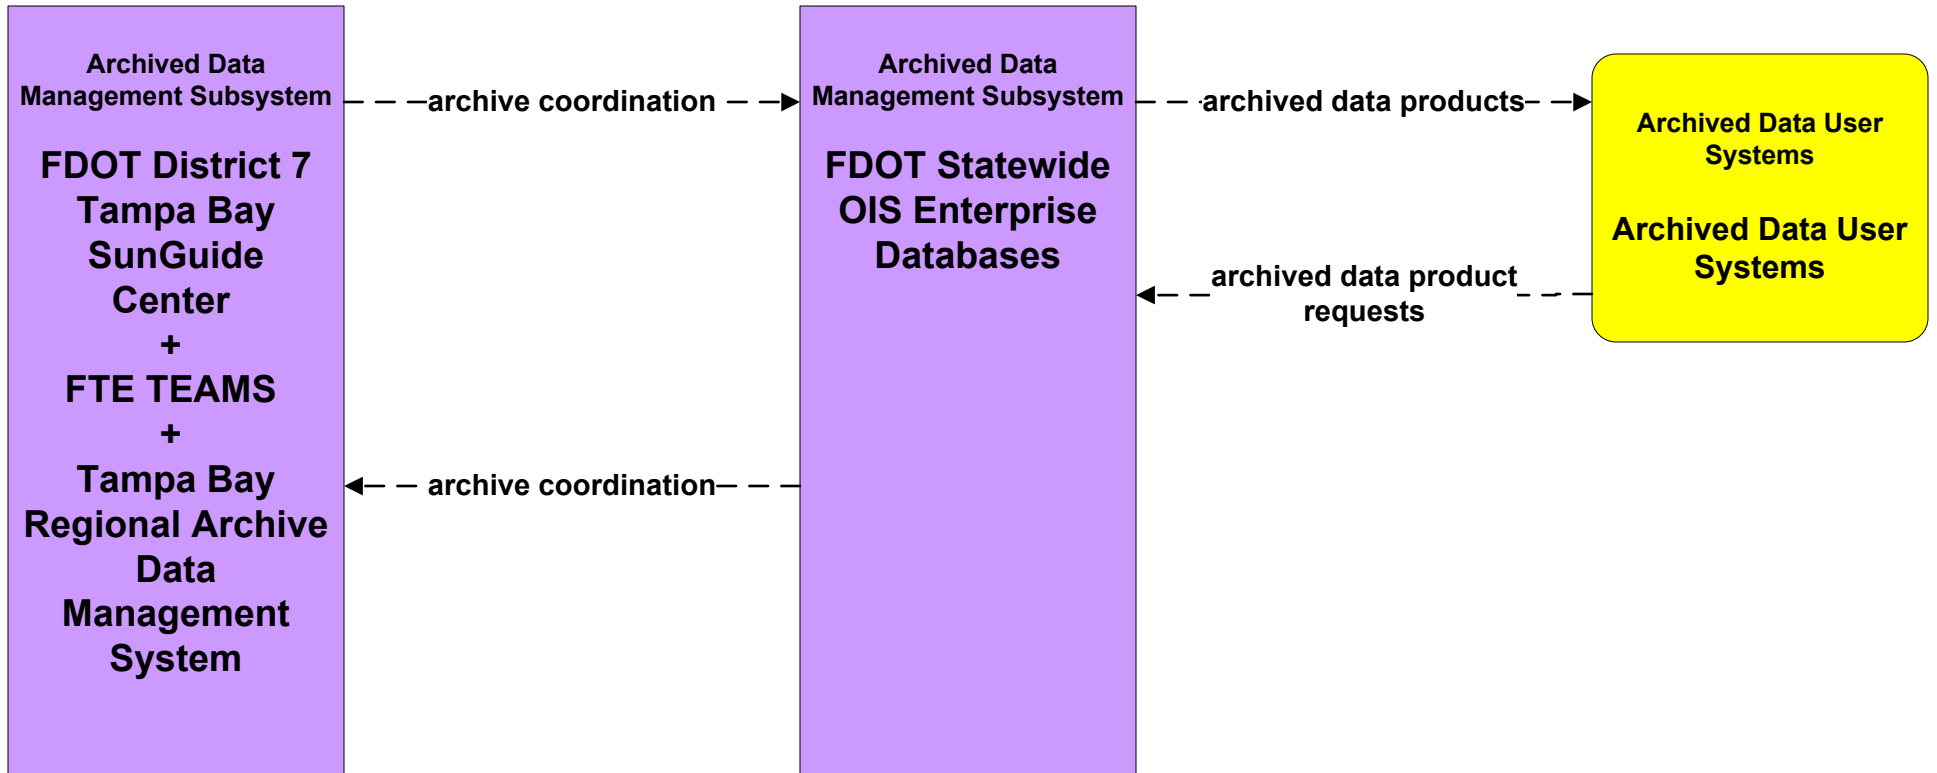 Archived Data
Management Subsystem
FDOT District 7
Tampa Bay
SunGuide
Center
+
FTE TEAMS
+
Tampa Bay
Regional Archive
Data
Management
System
archive coordination
archive coordination
Archived Data
Management Subsystem
FDOT Statewide
OIS Enterprise
Databases
archived data products
archived data product
requests
Archived Data User
Systems
Archived Data User
Systems